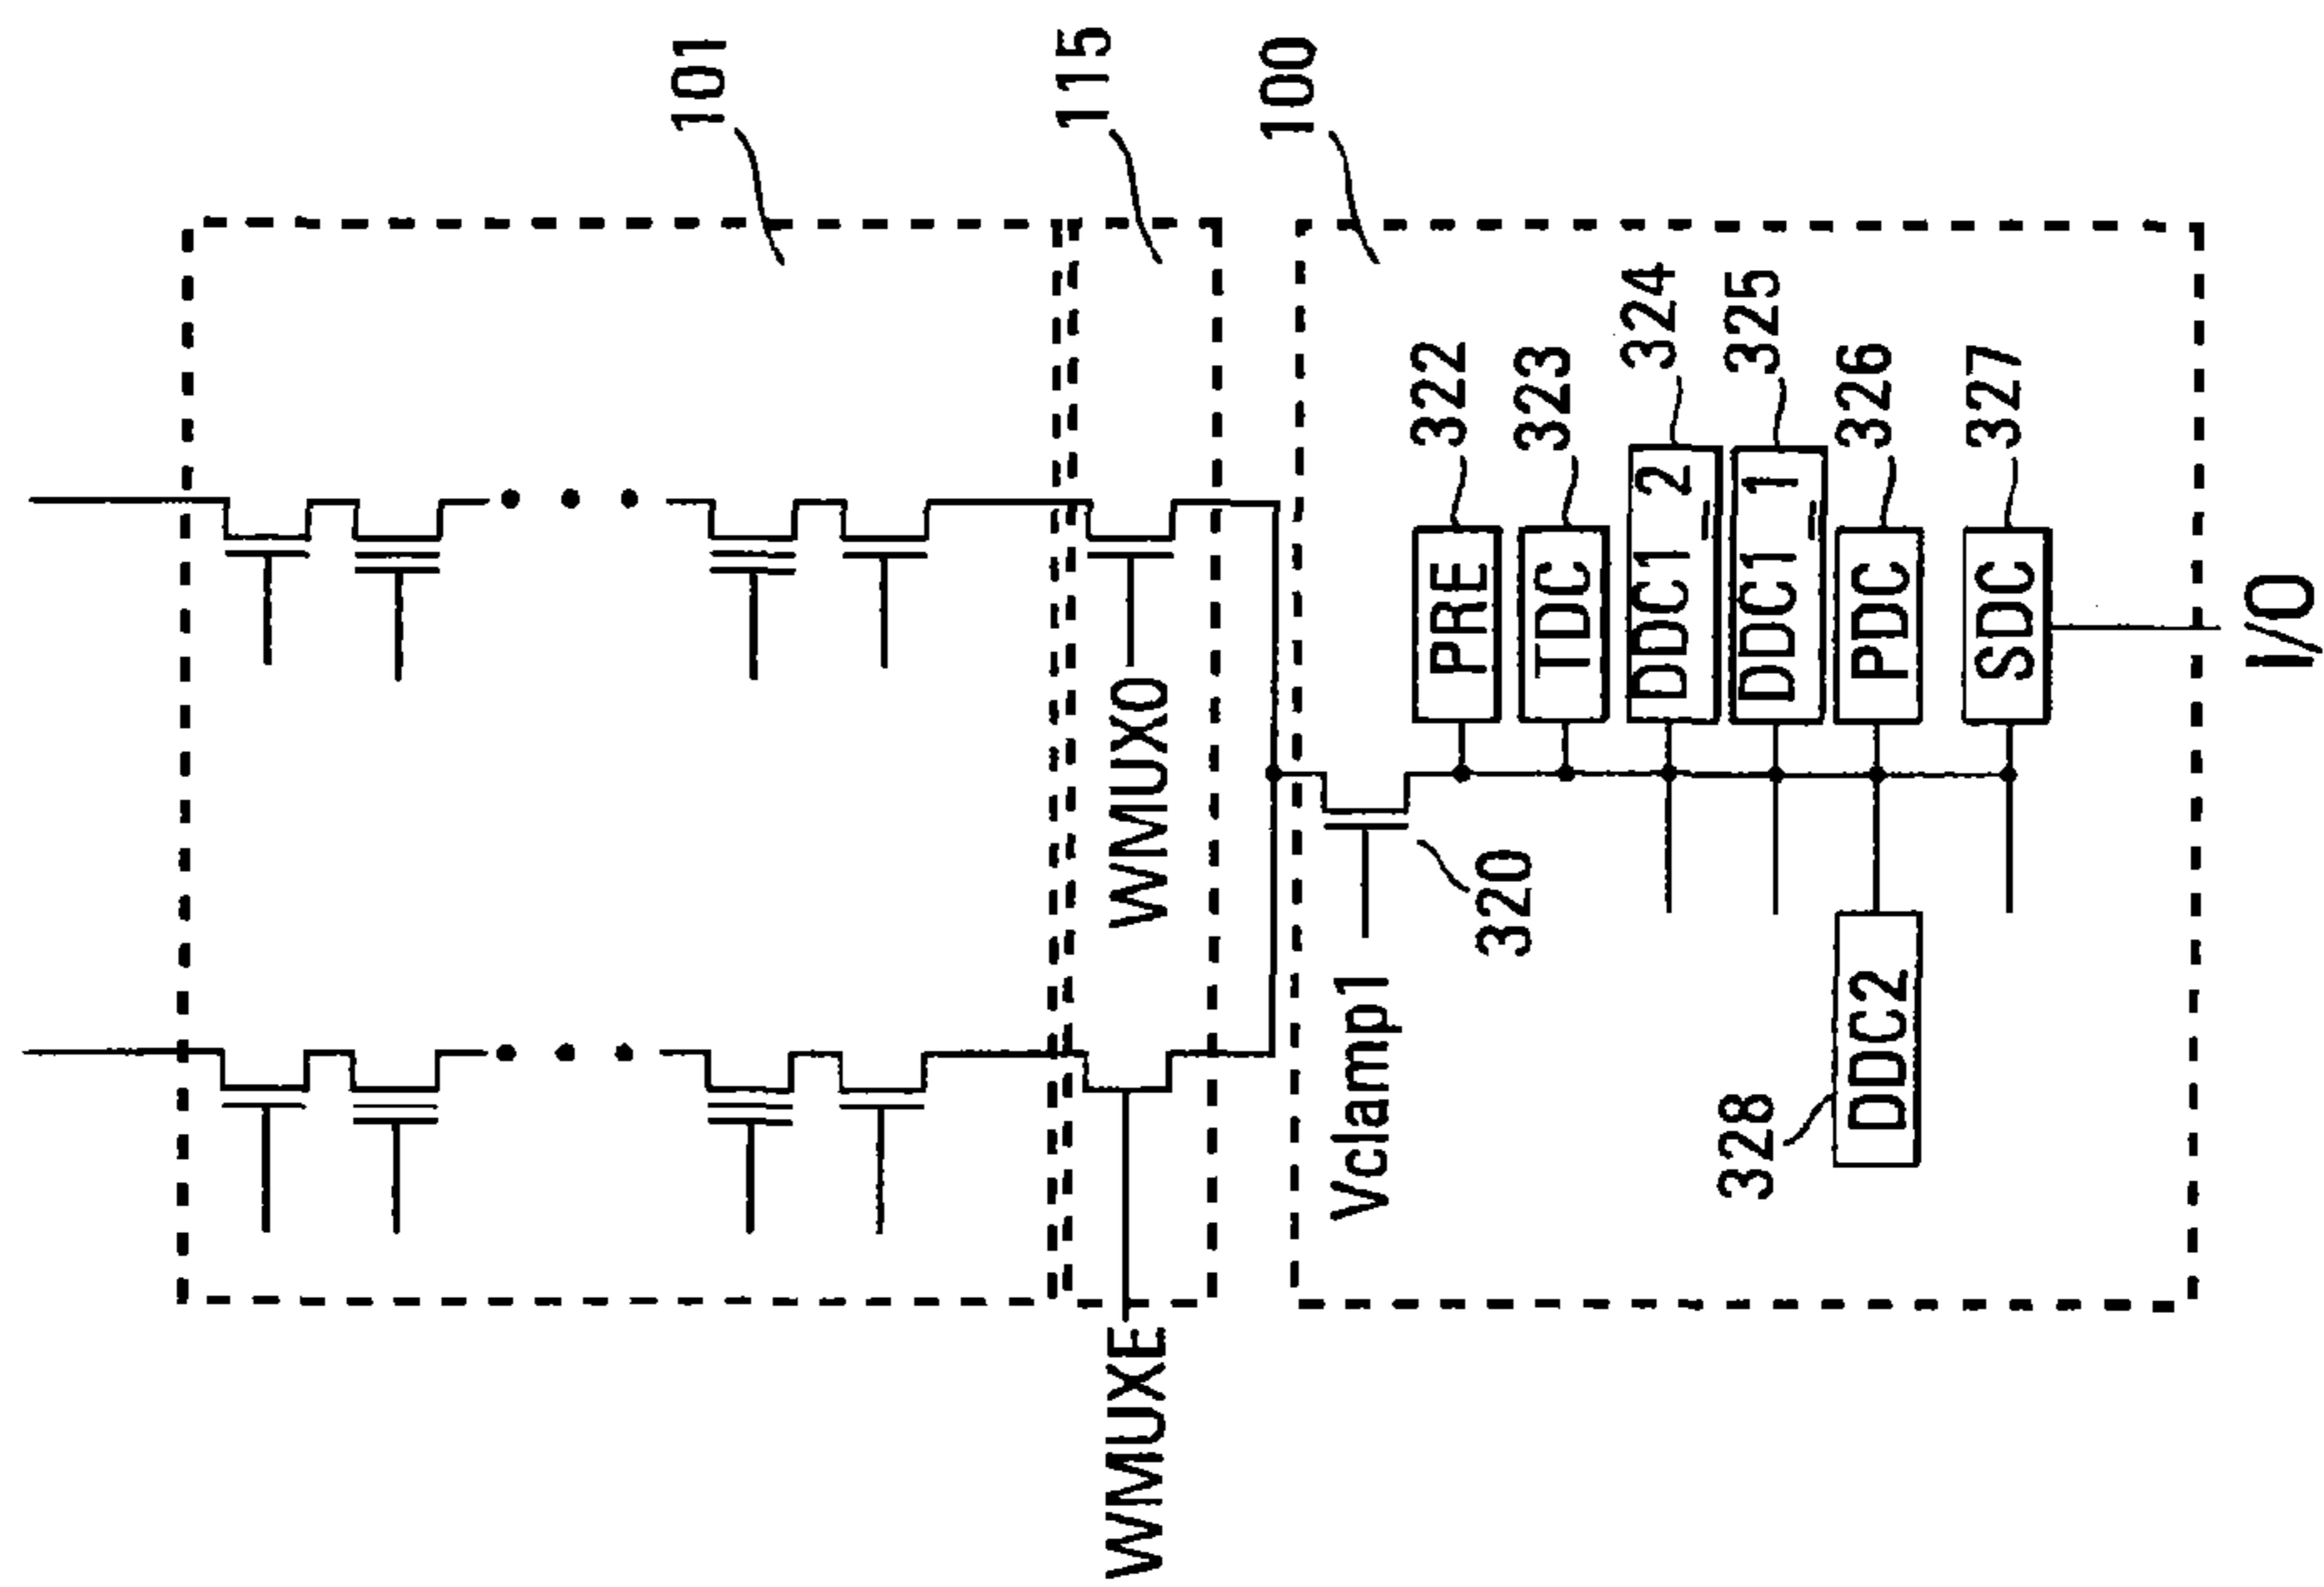 101
115
WMUXE
WMUXO
100
Vclamp1
320
PRE
322
TDC
323
DDC1_2
324
DDC1_1
325
328
DDC2
PDC
326
SDC
327
I/O